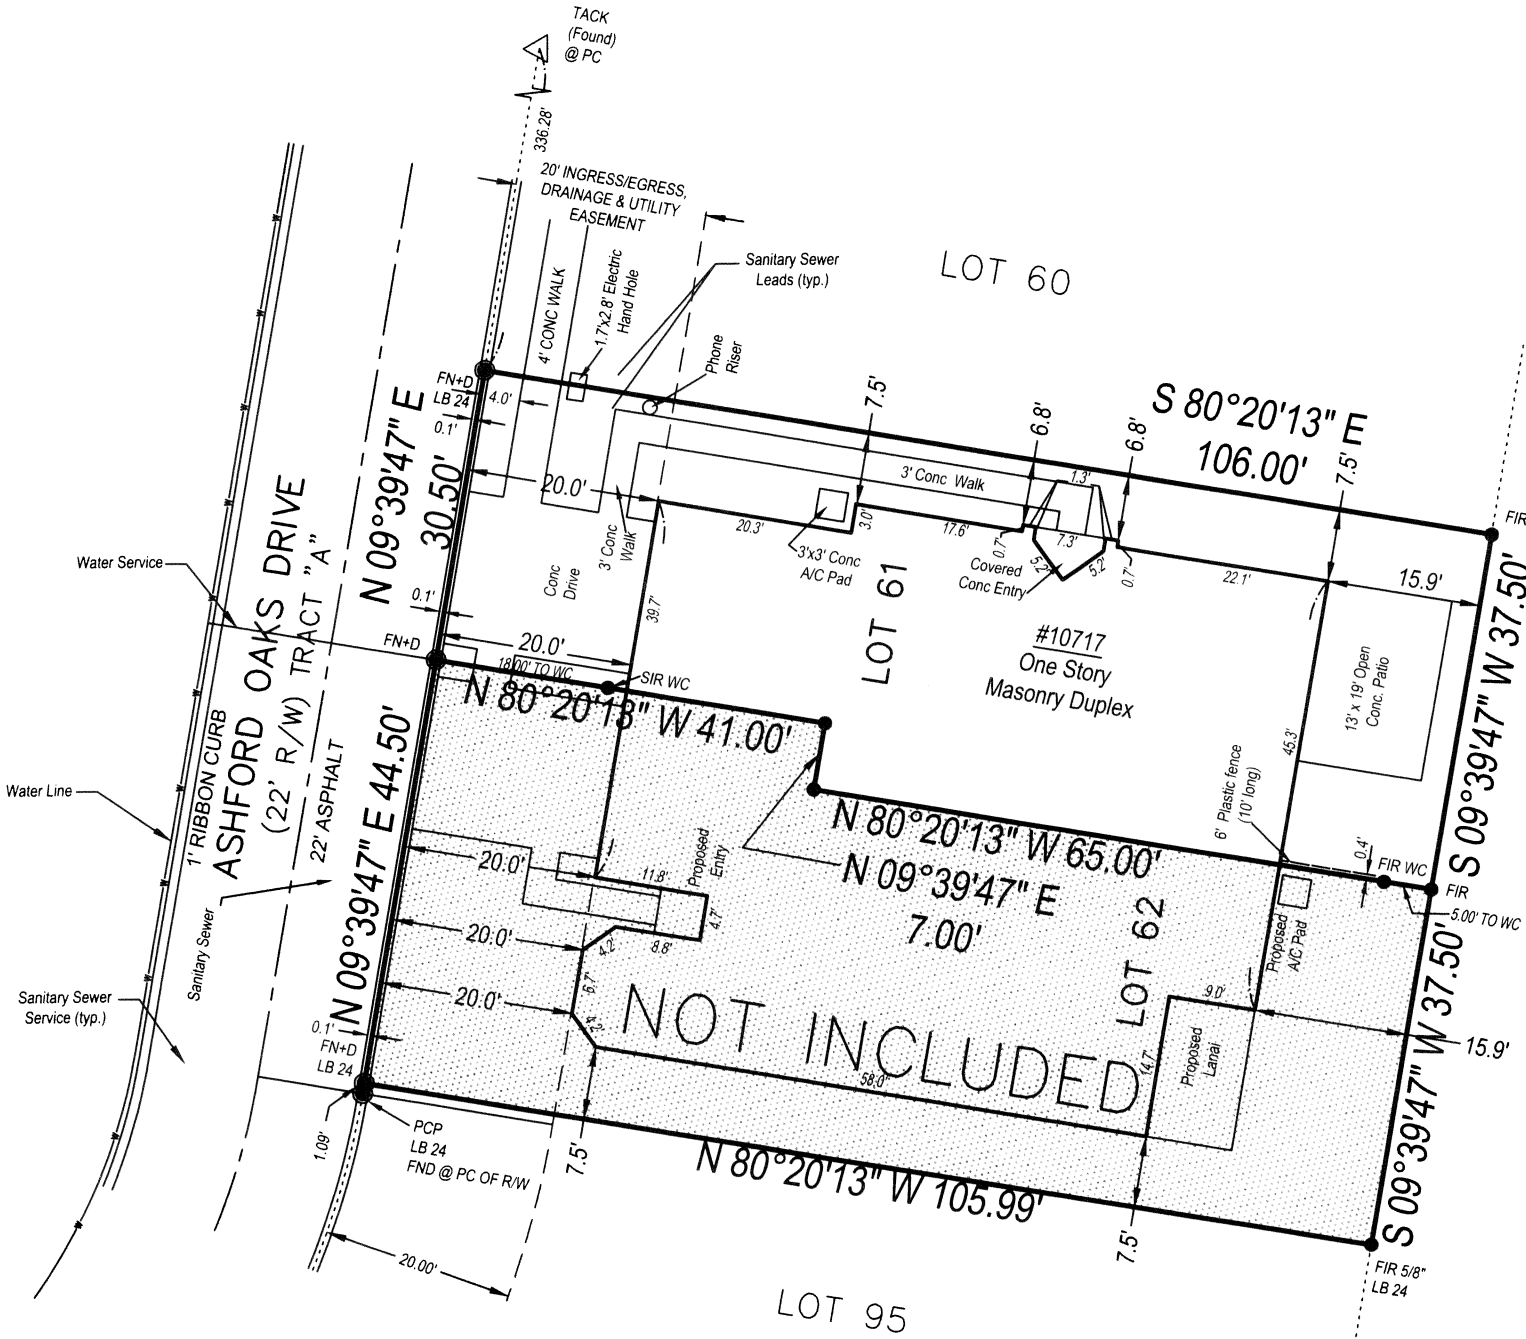 TACK
(Found)
@ PC
336.28'
20' INGRESS/EGRESS,
DRAINAGE & UTILITY
EASEMENT
4' CONC WALK
1.7'x2.8' Electric
Hand Hole
Sanitary Sewer
Leads (typ.)
LOT 60
Phone
Riser
FN+D
LB 24
4.0'
0.1'
7.5'
6.8'
6.8'
S 80°20'13" E
106.00'
7.5'
FIR
N 09°39'47" E
30.50'
20.0'
3' Conc Walk
1.3'
20.3'
3.0'
17.6'
0.7'
7.3'
5.2'
5.2'
0.7'
22.1'
15.9'
3' Conc
Walk
Conc
Drive
3'x3' Conc
A/C Pad
Covered
Conc Entry
LOT 61
#10717
One Story
Masonry Duplex
39.7'
45.3'
13' x 19' Open
Conc. Patio
S 09°39'47" W 37.50'
Water Service
0.1'
FN+D
20.0'
18.00' TO WC
SIR WC
N 80°20'13" W 41.00'
ASHFORD OAKS DRIVE
(22' R/W) TRACT "A"
1' RIBBON CURB
22' ASPHALT
Water Line
Sanitary Sewer
Sanitary Sewer
Service (typ.)
N 09°39'47" E 44.50'
6' Plastic fence
(10' long)
0.4'
FIR WC
FIR
5.00' TO WC
N 80°20'13" W 65.00'
N 09°39'47" E
7.00'
Proposed
Entry
20.0'
11.8'
4.7'
8.8'
4.2'
20.0'
6.7'
20.0'
4.2'
LOT 62
Proposed
A/C Pad
9.0'
14.7'
Proposed
Lanai
15.9'
S 09°39'47" W 37.50'
NOT INCLUDED
58.0'
0.1'
FN+D
LB 24
1.09'
PCP
LB 24
FND @ PC OF R/W
7.5'
N 80°20'13" W 105.99'
7.5'
FIR 5/8"
LB 24
20.00'
LOT 95